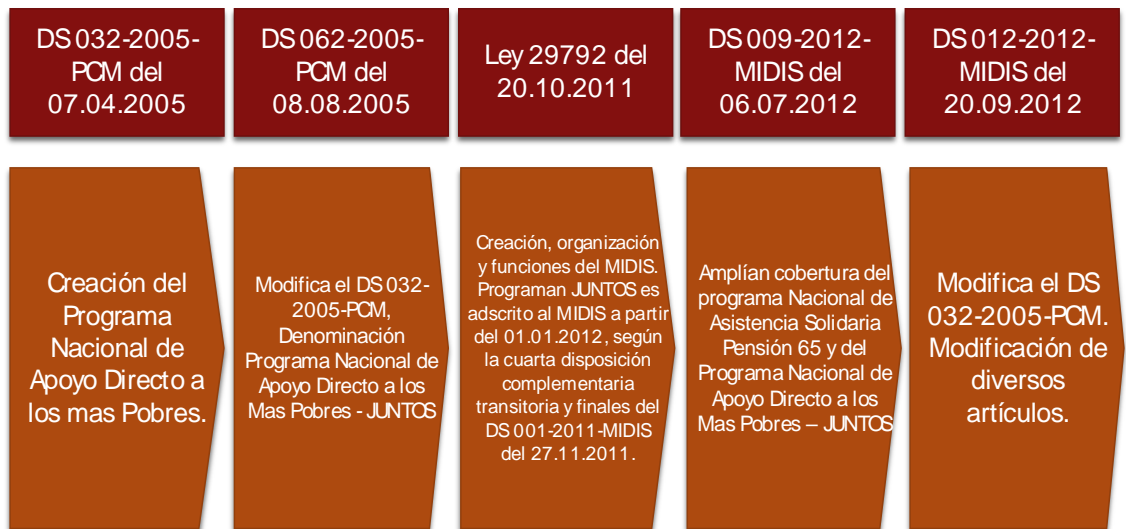 DS 032-2005-
PCM del
07.04.2005
DS 062-2005-
PCM del
08.08.2005
Ley 29792 del
20.10.2011
DS 009-2012-
MIDIS del
06.07.2012
DS 012-2012-
MIDIS del
20.09.2012
Creación del
Programa
Nacional de
Apoyo Directo a
los mas Pobres.
Modifica el DS 032-
2005-PCM,
Denominación
Programa Nacional de
Apoyo Directo a los
Mas Pobres - JUNTOS
Creación, organización
y funciones del MIDIS.
Programan JUNTOS es
adscrito al MIDIS a partir
del 01.01.2012, según
la cuarta disposición
complementaria
transitoria y finales del
DS 001-2011-MIDIS
del 27.11.2011.
Amplían cobertura del
programa Nacional de
Asistencia Solidaria
Pensión 65 y del
Programa Nacional de
Apoyo Directo a los
Mas Pobres – JUNTOS
Modifica el DS
032-2005-PCM.
Modificación de
diversos
artículos.